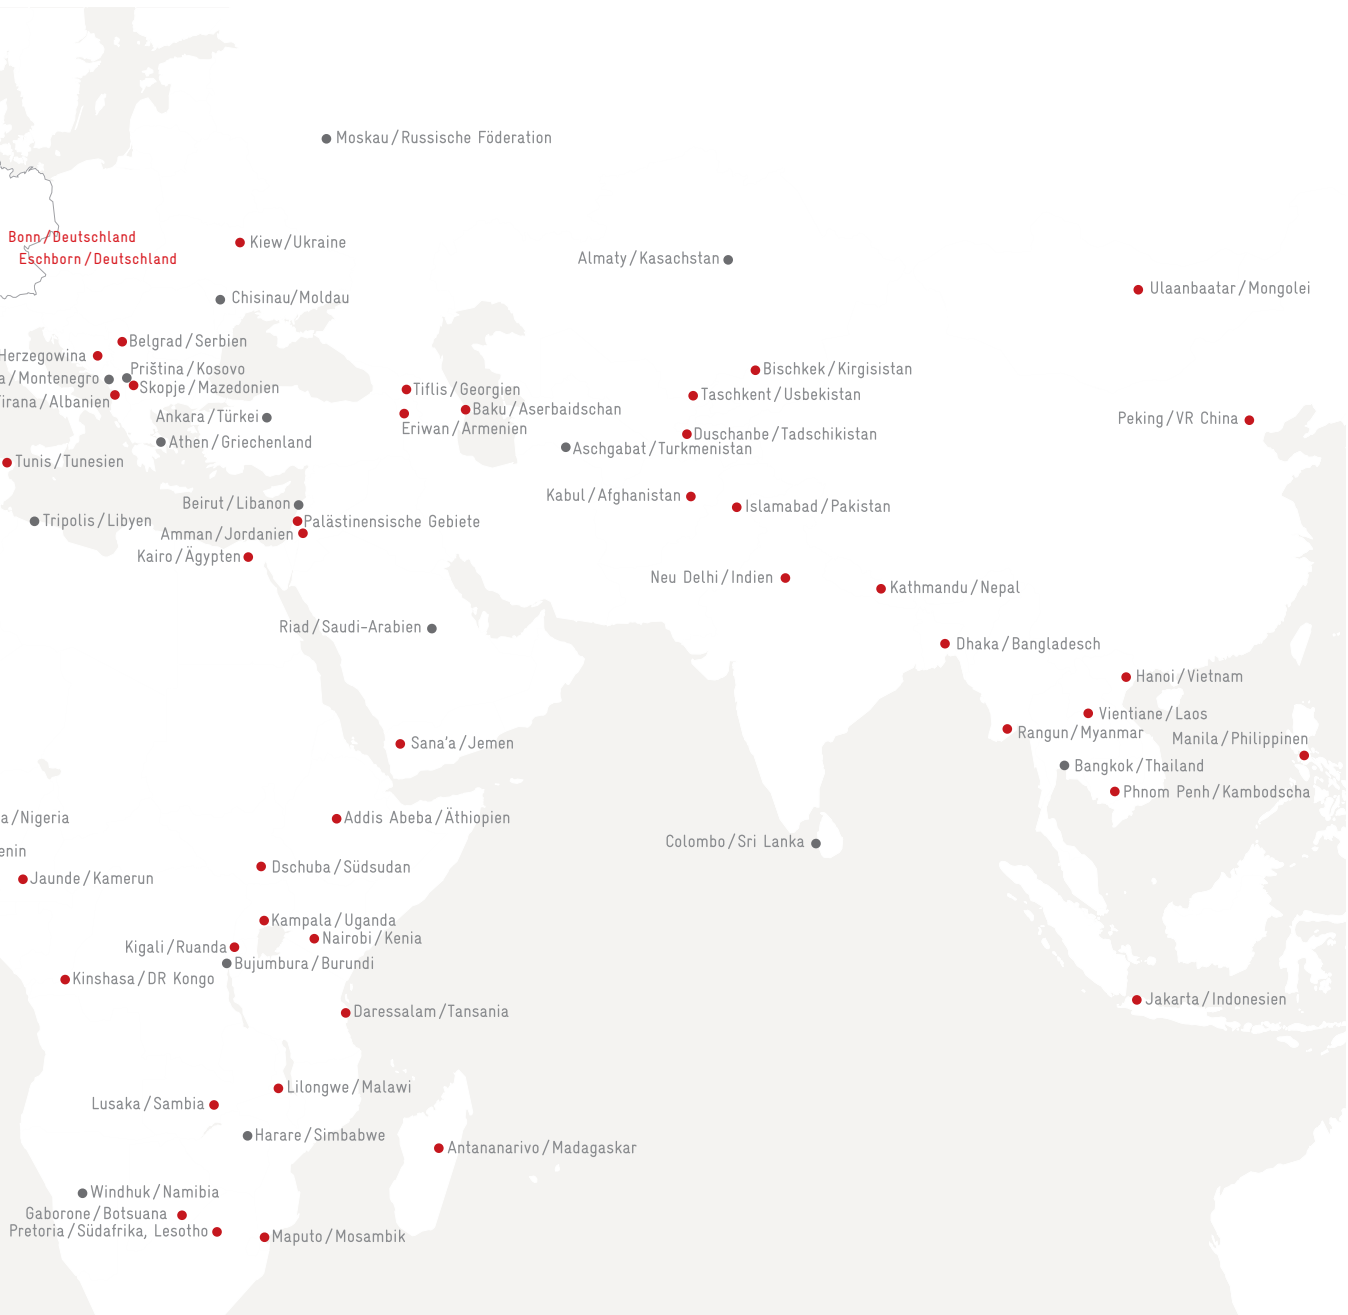 Moskau/Russische Föderation
Bonn/Deutschland
Kiew/Ukraine
Eschborn/Deutschland
Almaty/Kasachstan
Ulaanbaatar/Mongolei
Chisinau/Moldau
Belgrad/Serbien
Herzegowina
Priština/Kosovo
Bischkek/Kirgisistan
a/Montenegro
Skopje/Mazedonien
Tiflis/Georgien
Taschkent/Usbekistan
Tirana/Albanien
Baku/Aserbaidschan
Ankara/Türkei
Peking/VR China
Eriwan/Armenien
Duschanbe/Tadschikistan
Athen/Griechenland
Aschgabat/Turkmenistan
Tunis/Tunesien
Kabul/Afghanistan
Beirut/Libanon
Islamabad/Pakistan
Tripolis/Libyen
Palästinensische Gebiete
Amman/Jordanien
Kairo/Ägypten
Neu Delhi/Indien
Kathmandu/Nepal
Riad/Saudi-Arabien
Dhaka/Bangladesch
Hanoi/Vietnam
Vientiane/Laos
Rangun/Myanmar
Manila/Philippinen
Sana'a/Jemen
Bangkok/Thailand
Phnom Penh/Kambodscha
a/Nigeria
Addis Abeba/Äthiopien
Colombo/Sri Lanka
enin
Dschuba/Südsudan
Jaunde/Kamerun
Kampala/Uganda
Nairobi/Kenia
Kigali/Ruanda
Bujumbura/Burundi
Kinshasa/DR Kongo
Jakarta/Indonesien
Daressalam/Tansania
Lilongwe/Malawi
Lusaka/Sambia
Harare/Simbabwe
Antananarivo/Madagaskar
Windhuk/Namibia
Gaborone/Botsuana
Pretoria/Südafrika, Lesotho
Maputo/Mosambik